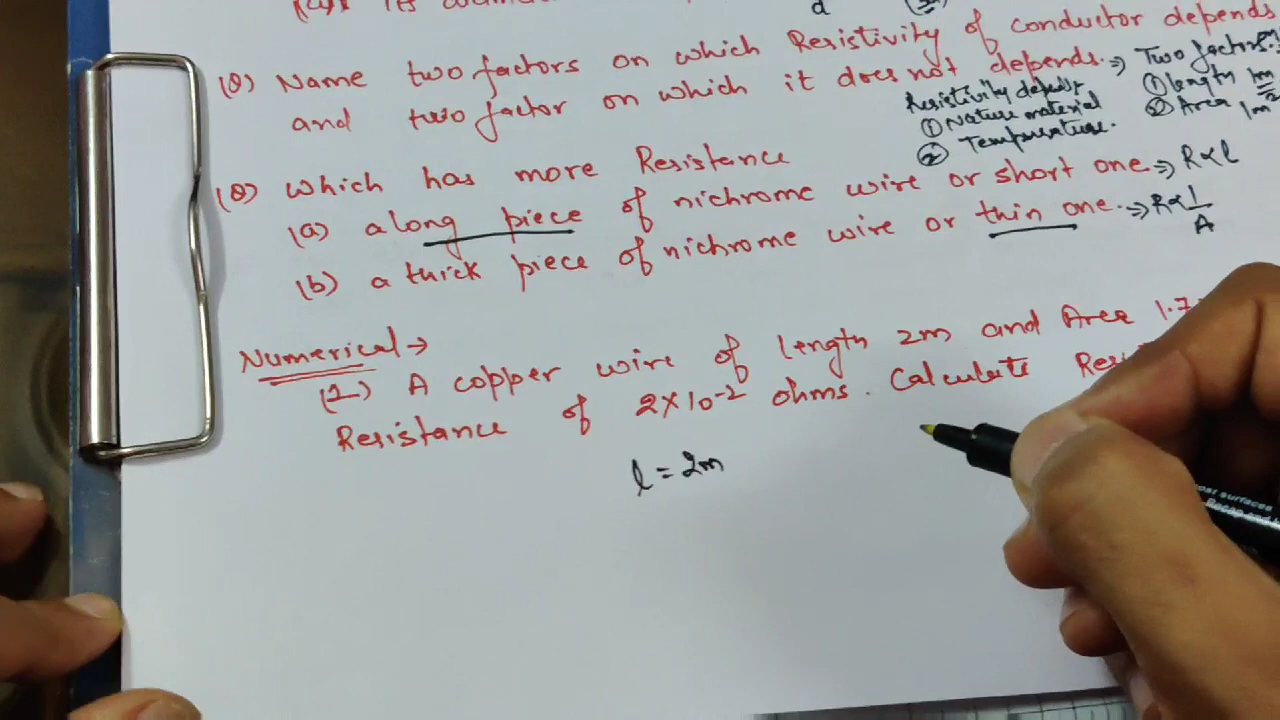 (Q) Name two factors on which Resistivity of conductor depends
and two factor on which it does not depends. ⇒ Two factors
Resistivity depends
① Nature material
② Temperature.
① length
② Area
(Q) Which has more Resistance
(a) a long piece of nichrome wire or short one. ⇒ R∝l
(b) a thick piece of nichrome wire or thin one. ⇒ R∝1/A
Numerical →
(1) A copper wire of length 2m and Area 1.7
Resistance of 2×10⁻² ohms. Calculate
l = 2m